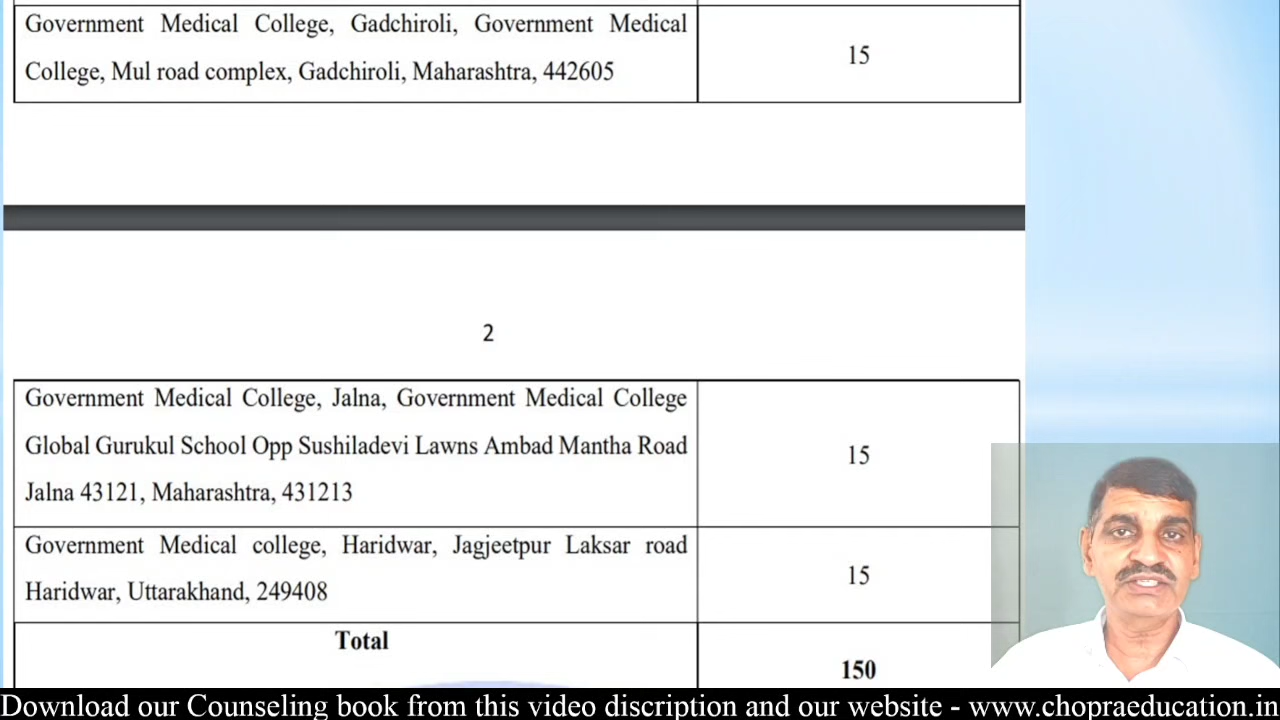 Government Medical College, Gadchiroli, Government Medical
College, Mul road complex, Gadchiroli, Maharashtra, 442605
15
2
Government Medical College, Jalna, Government Medical College
Global Gurukul School Opp Sushiladevi Lawns Ambad Mantha Road
Jalna 43121, Maharashtra, 431213
15
Government Medical college, Haridwar, Jagjeetpur Laksar road
Haridwar, Uttarakhand, 249408
15
Total
150
Download our Counseling book from this video discription and our website - www.chopraeducation.in